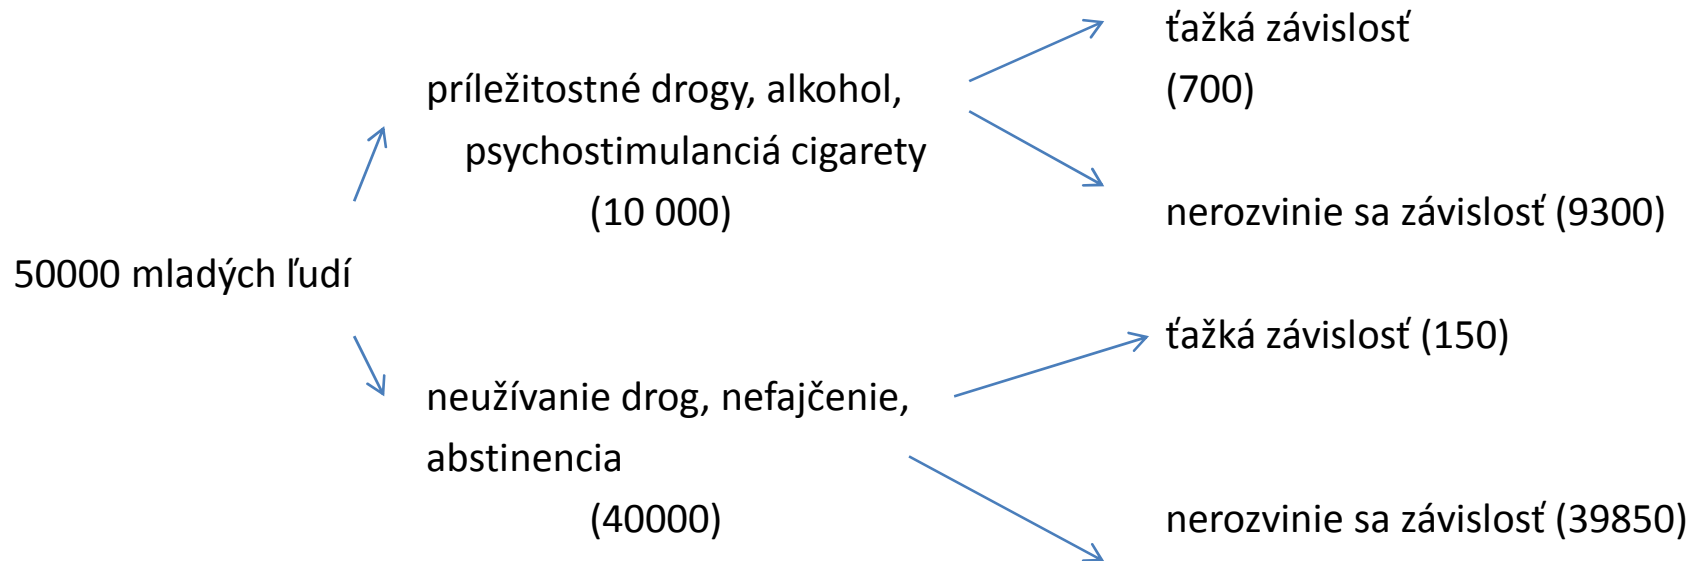 ťažká závislosť
(700)
príležitostné drogy, alkohol,
psychostimulanciá cigarety
(10 000)
nerozvinie sa závislosť (9300)
50000 mladých ľudí
ťažká závislosť (150)
neužívanie drog, nefajčenie,
abstinencia
(40000)
nerozvinie sa závislosť (39850)